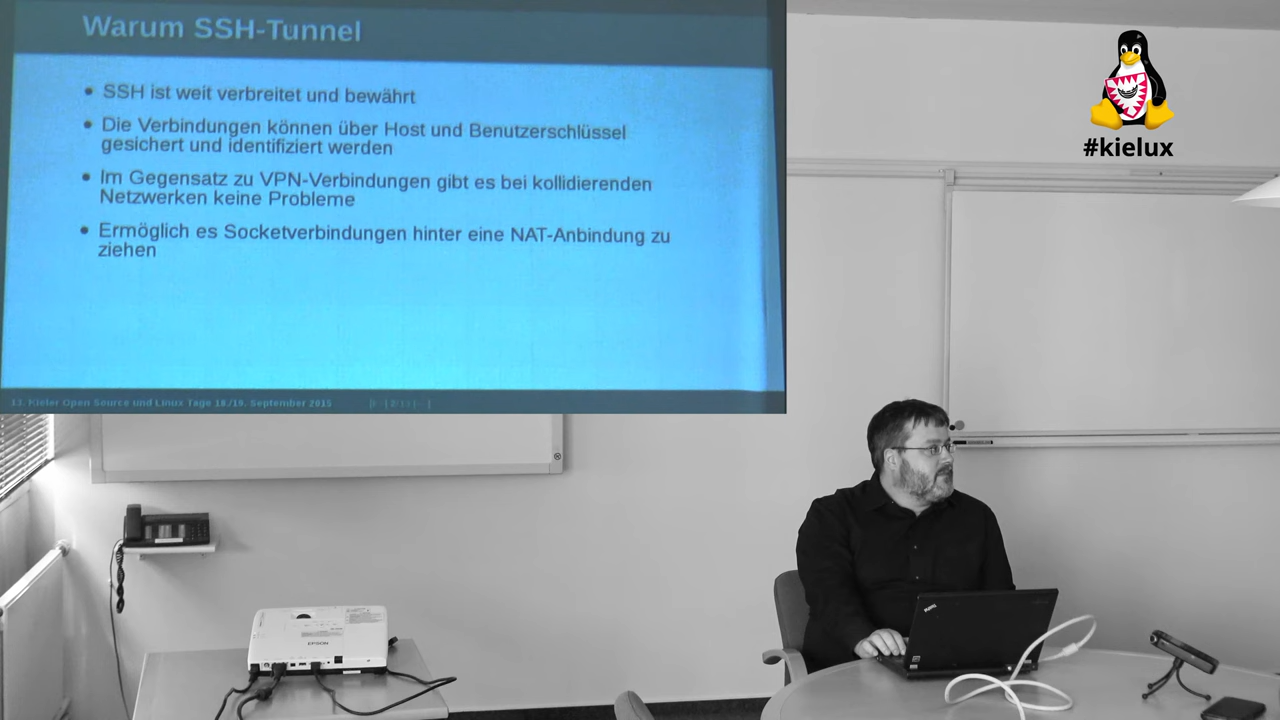 Warum SSH-Tunnel
SSH ist weit verbreitet und bewährt
Die Verbindungen können über Host und Benutzerschlüssel
gesichert und identifiziert werden
Im Gegensatz zu VPN-Verbindungen gibt es bei kollidierenden
Netzwerken keine Probleme
Ermöglich es Socketverbindungen hinter eine NAT-Anbindung zu
ziehen
13. Kieler Open Source und Linux Tage 18./19. September 2015
#kielux
EPSON